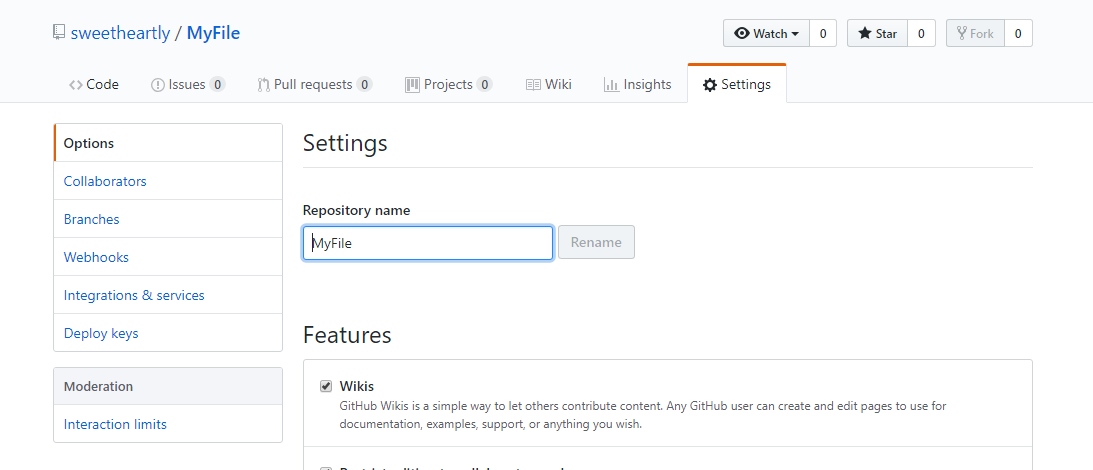 sweetheartly / MyFile
Watch 0 Star 0 Fork 0
Code Issues 0 Pull requests 0 Projects 0 Wiki Insights Settings
Options
Collaborators
Branches
Webhooks
Integrations & services
Deploy keys
Moderation
Interaction limits
Settings
Repository name
MyFile Rename
Features
Wikis
GitHub Wikis is a simple way to let others contribute content. Any GitHub user can create and edit pages to use for
documentation, examples, support, or anything you wish.